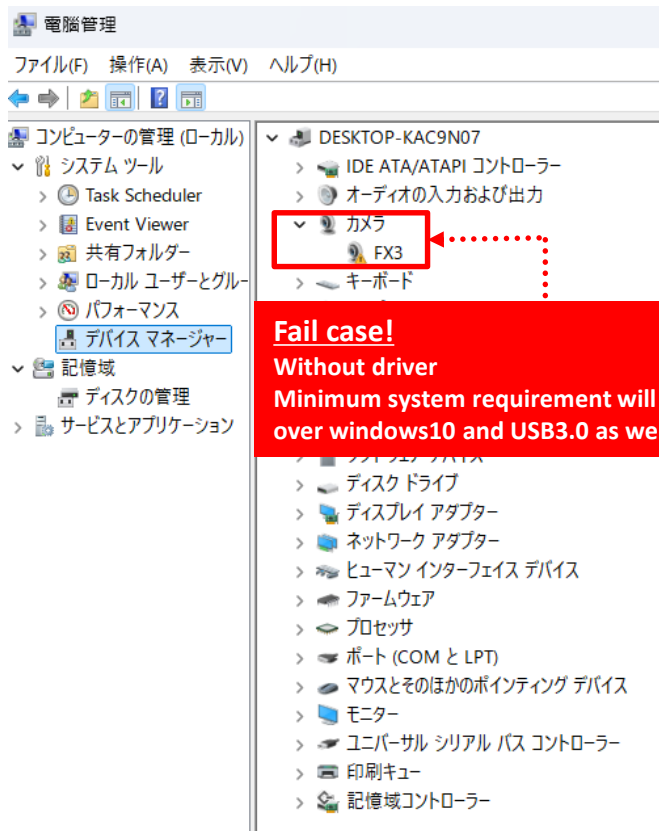 電腦管理
ファイル(F) 操作(A) 表示(V) ヘルプ(H)
コンピューターの管理 (ローカル)
システム ツール
Task Scheduler
Event Viewer
共有フォルダー
ローカル ユーザーとグルー
パフォーマンス
デバイス マネージャー
記憶域
ディスクの管理
サービスとアプリケーション
DESKTOP-KAC9N07
IDE ATA/ATAPI コントローラー
オーディオの入力および出力
カメラ
FX3
キーボード
Fail case!
Without driver
Minimum system requirement will
over windows10 and USB3.0 as we
ディスク ドライブ
ディスプレイ アダプター
ネットワーク アダプター
ヒューマン インターフェイス デバイス
ファームウェア
プロセッサ
ポート (COM と LPT)
マウスとそのほかのポインティング デバイス
モニター
ユニバーサル シリアル バス コントローラー
印刷キュー
記憶域コントローラー